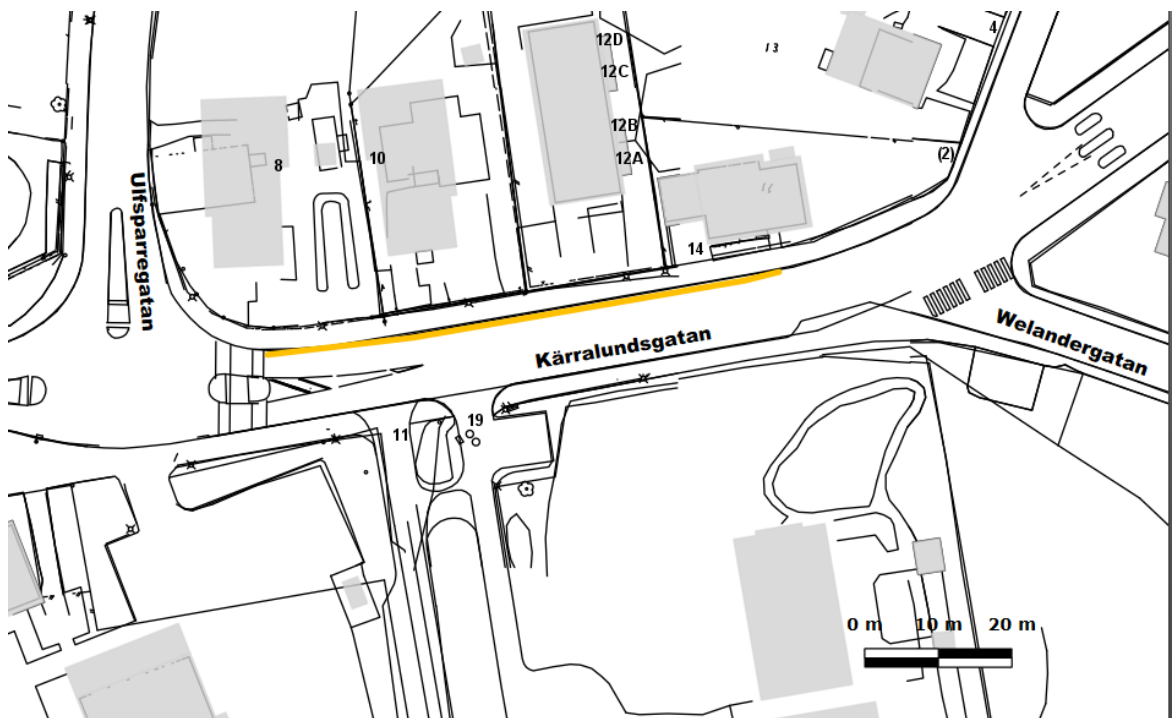 4
12D
13
12C
12B
12A
(2)
8
10
Ulfsparregatan
14
Kärralundsgatan
Welandergatan
11
19
0 m 10 m 20 m